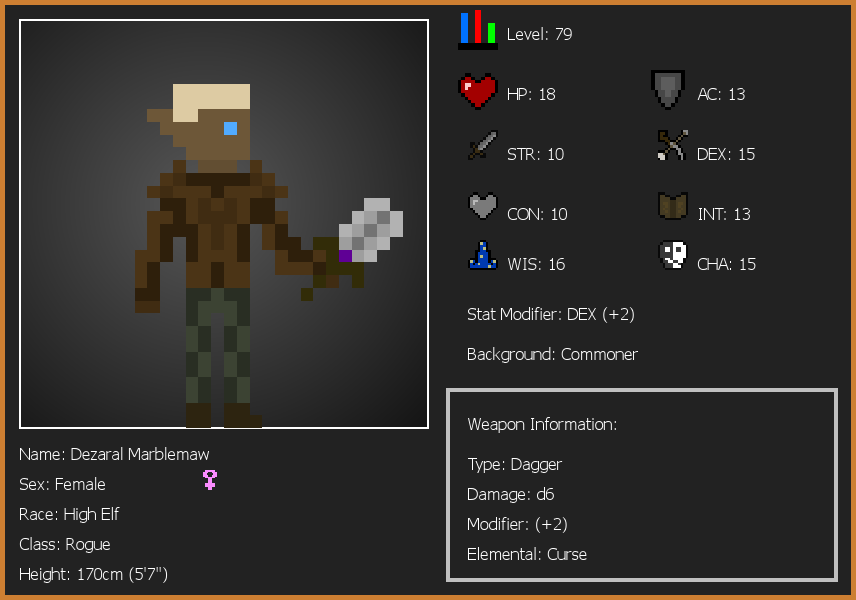 Level: 79
HP: 18
AC: 13
STR: 10
DEX: 15
CON: 10
INT: 13
WIS: 16
CHA: 15
Stat Modifier: DEX (+2)
Background: Commoner
Weapon Information:
Type: Dagger
Damage: d6
Modifier: (+2)
Elemental: Curse
Name: Dezaral Marblemaw
Sex: Female
Race: High Elf
Class: Rogue
Height: 170cm (5'7")